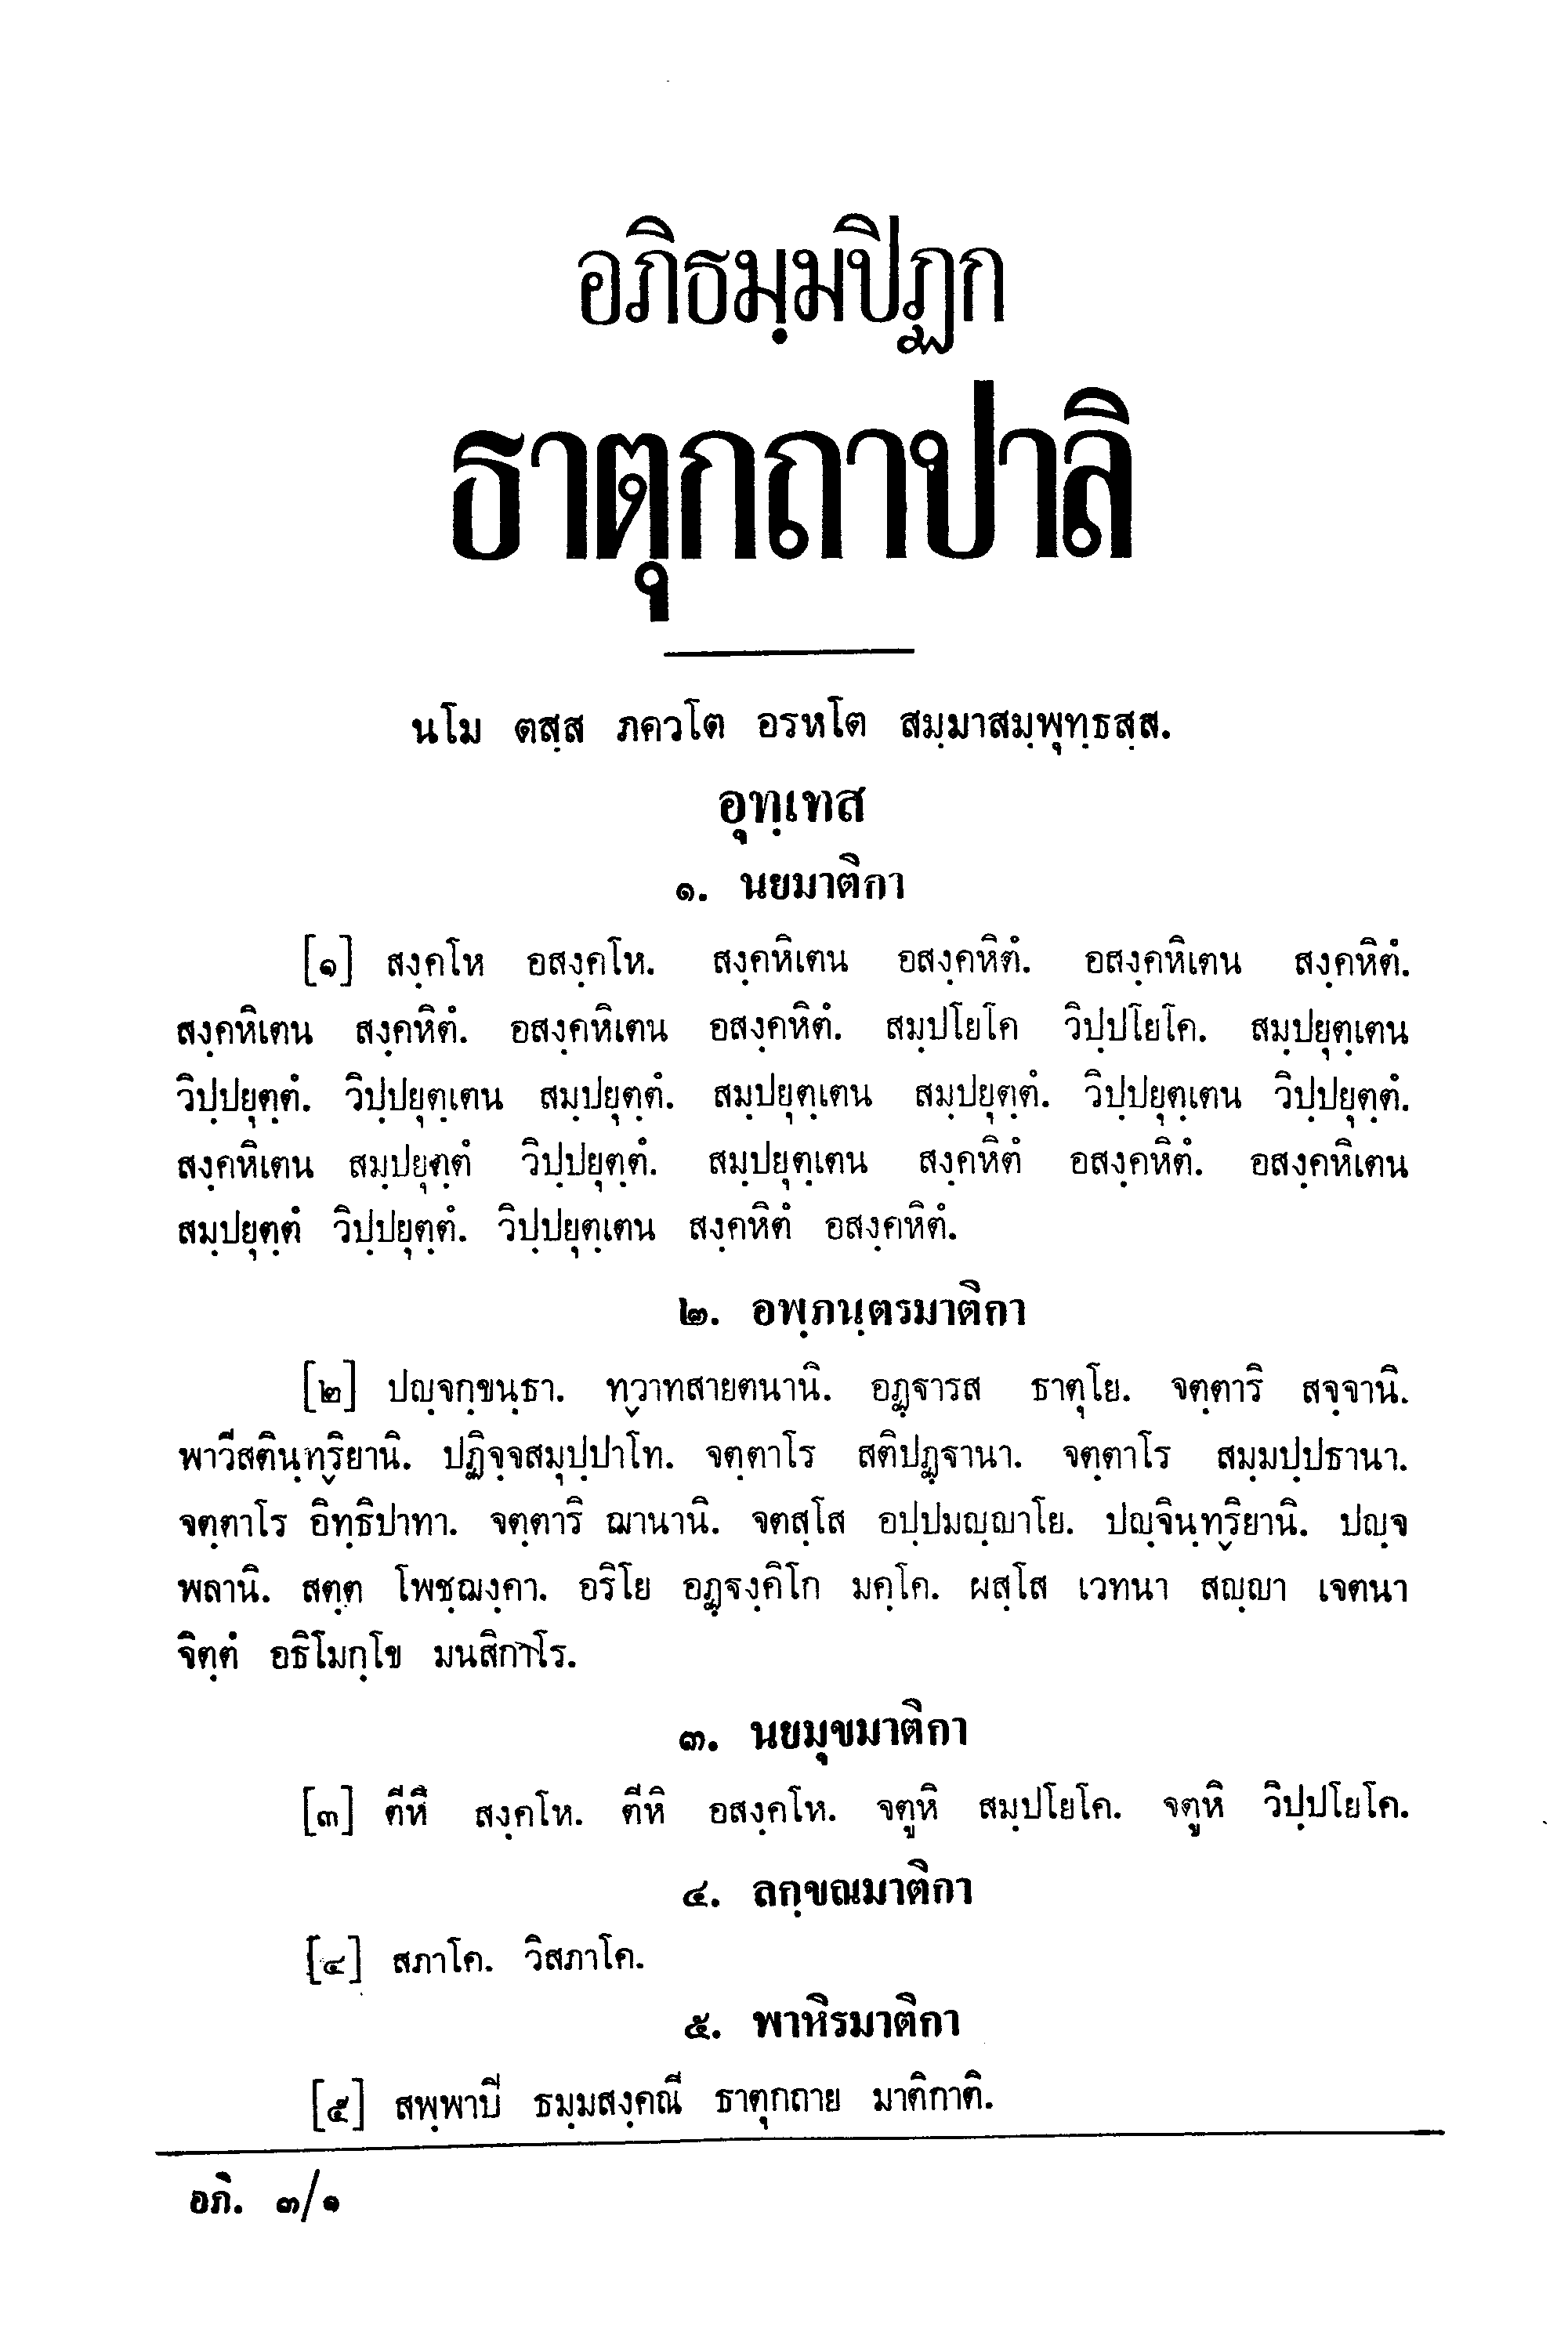 อภิธมฺมปิฏก
ธาตุกถาปาลิ
นโม ตสฺส ภควโต อรหโต สมฺมาสมฺพุทฺธสฺส.
อุทฺเทส
๑. นยมาติกา
[๑] สงฺคโห อสงฺคโห. สงฺคหิเตน อสงฺคหิตํ. อสงฺคหิเตน สงฺคหิตํ.
สงฺคหิเตน สงฺคหิตํ. อสงฺคหิเตน อสงฺคหิตํ. สมฺปโยโค วิปฺปโยโค. สมฺปยุตฺเตน
วิปฺปยุตฺตํ. วิปฺปยุตฺเตน สมฺปยุตฺตํ. สมฺปยุตฺเตน สมฺปยุตฺตํ. วิปฺปยุตฺเตน วิปฺปยุตฺตํ.
สงฺคหิเตน สมฺปยุตฺตํ วิปฺปยุตฺตํ. สมฺปยุตฺเตน สงฺคหิตํ อสงฺคหิตํ. อสงฺคหิเตน
สมฺปยุตฺตํ วิปฺปยุตฺตํ. วิปฺปยุตฺเตน สงฺคหิตํ อสงฺคหิตํ.
๒. อพฺภนฺตรมาติกา
[๒] ปญฺจกฺขนฺธา. ทฺวาทสายตนานิ. อฏฺฐารส ธาตุโย. จตฺตาริ สจฺจานิ.
พาวีสตินฺทฺริยานิ. ปฏิจฺจสมุปฺปาโท. จตฺตาโร สติปฏฺฐานา. จตฺตาโร สมฺมปฺปธานา.
จตฺตาโร อิทฺธิปาทา. จตฺตาริ ฌานานิ. จตสฺโส อปฺปมญฺญาโย. ปญฺจินฺทฺริยานิ. ปญฺจ
พลานิ. สตฺต โพชฺฌงฺคา. อริโย อฏฺฐงฺคิโก มคฺโค. ผสฺโส เวทนา สญฺญา เจตนา
จิตฺตํ อธิโมกฺโข มนสิกาโร.
๓. นยมุขมาติกา
[๓] ตีหิ สงฺคโห. ตีหิ อสงฺคโห. จตูหิ สมฺปโยโค. จตูหิ วิปฺปโยโค.
๔. ลกฺขณมาติกา
[๔] สภาโค. วิสภาโค.
๕. พาหิรมาติกา
[๕] สพฺพาปิ ธมฺมสงฺคณี ธาตุกถาย มาติกาติ.
อภิ. ๓/๑